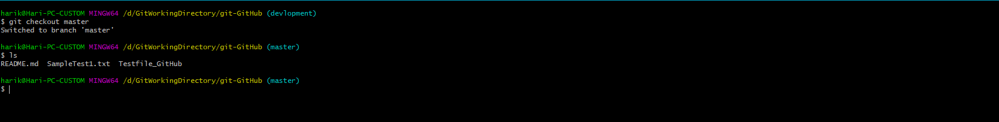 harik@Hari-PC-CUSTOM MINGW64 /d/GitWorkingDirectory/git-GitHub (devlopment)
$ git checkout master
Switched to branch 'master'
harik@Hari-PC-CUSTOM MINGW64 /d/GitWorkingDirectory/git-GitHub (master)
$ ls
README.md  SampleTest1.txt  Testfile_GitHub
harik@Hari-PC-CUSTOM MINGW64 /d/GitWorkingDirectory/git-GitHub (master)
$